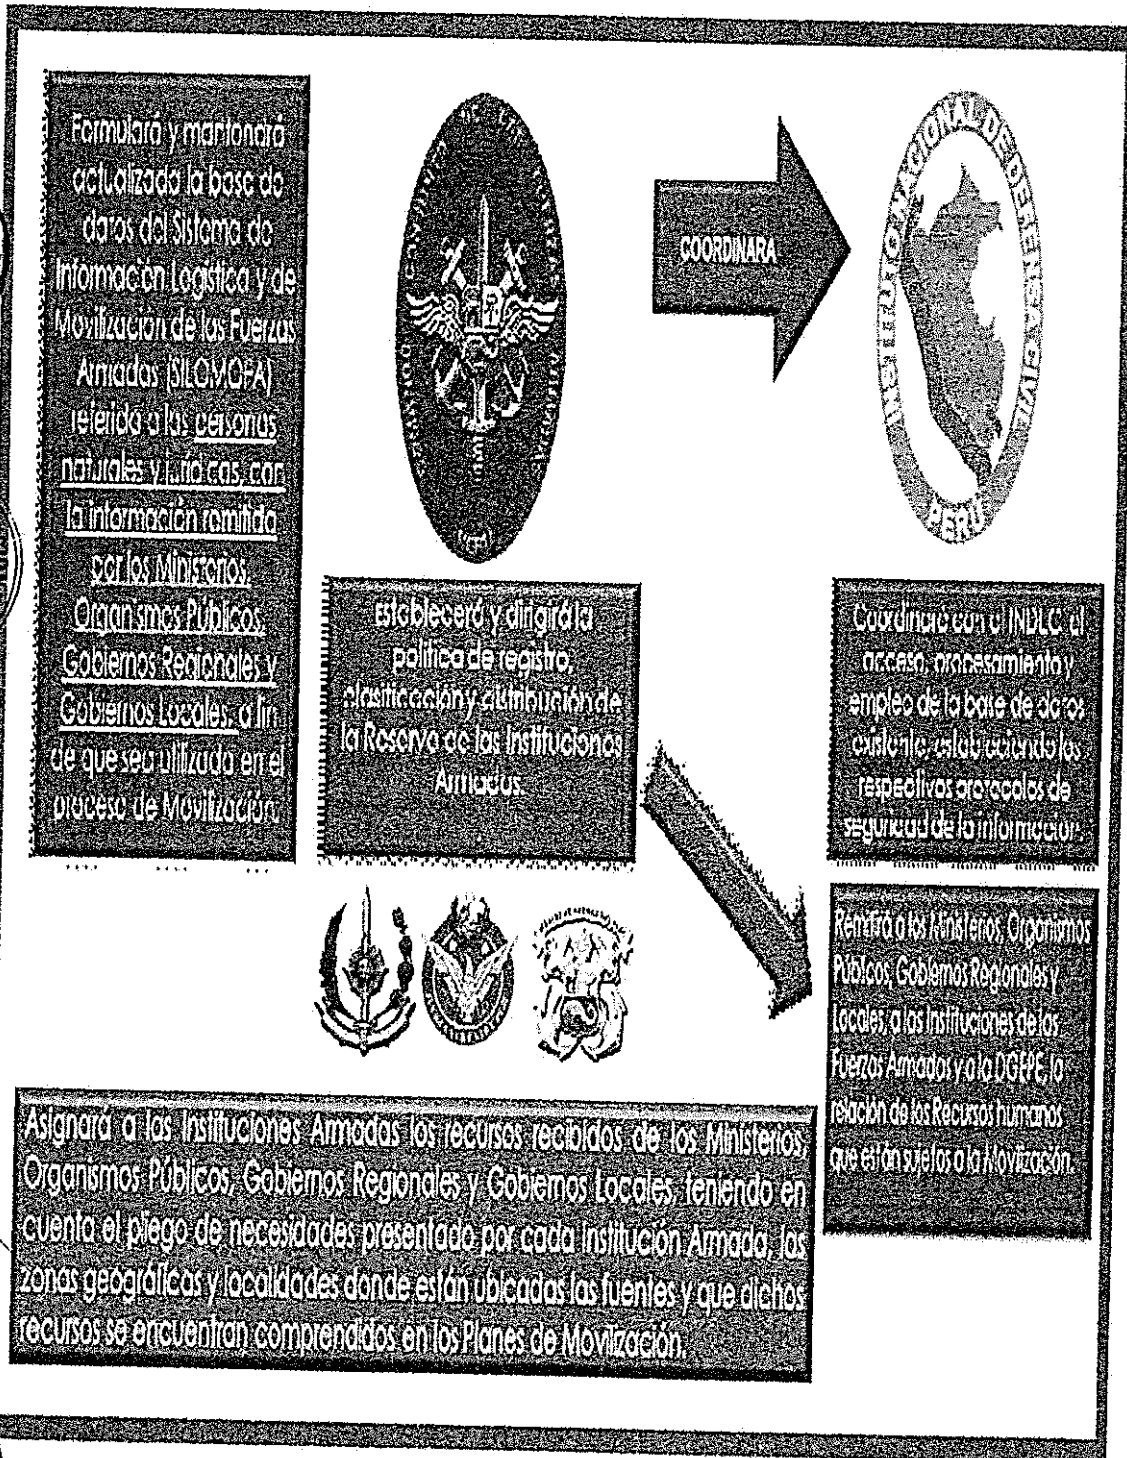 Formulará y mantendrá
actualizada la base de
datos del Sistema de
Información Logística y de
Movilización de las Fuerzas
Armadas (SILOMOFA)
referida a las personas
naturales y jurídicas, con
la información remitida
por los Ministerios,
Organismos Públicos,
Gobiernos Regionales y
Gobiernos Locales, a fin
de que sea utilizada en el
proceso de Movilización.
COORDINARA
INSTITUTO NACIONAL DE DEFENSA CIVIL
PERÚ
Establecerá y dirigirá la
política de registro,
clasificación y distribución de
la Reserva de las Instituciones
Armadas.
Coordinará con el INDECI, el
acceso, procesamiento y
empleo de la base de datos
existente, estableciendo los
respectivos protocolos de
seguridad de la información.
Remitirá a los Ministerios, Organismos
Públicos, Gobiernos Regionales y
Locales, a las Instituciones de las
Fuerzas Armadas y a la DGEPE, la
relación de los Recursos humanos
que están sujetos a la Movilización.
Asignará a las Instituciones Armadas los recursos recibidos de los Ministerios,
Organismos Públicos, Gobiernos Regionales y Gobiernos Locales, teniendo en
cuenta el pliego de necesidades presentado por cada Institución Armada, las
zonas geográficas y localidades donde están ubicadas las fuentes y que dichos
recursos se encuentran comprendidos en los Planes de Movilización.